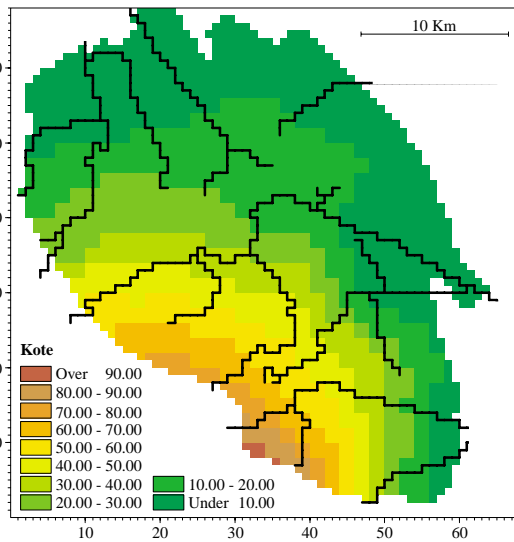 10 Km
Kote
Over 90.00
80.00 - 90.00
70.00 - 80.00
60.00 - 70.00
50.00 - 60.00
40.00 - 50.00
30.00 - 40.00 10.00 - 20.00
20.00 - 30.00 Under 10.00
10 20 30 40 50 60